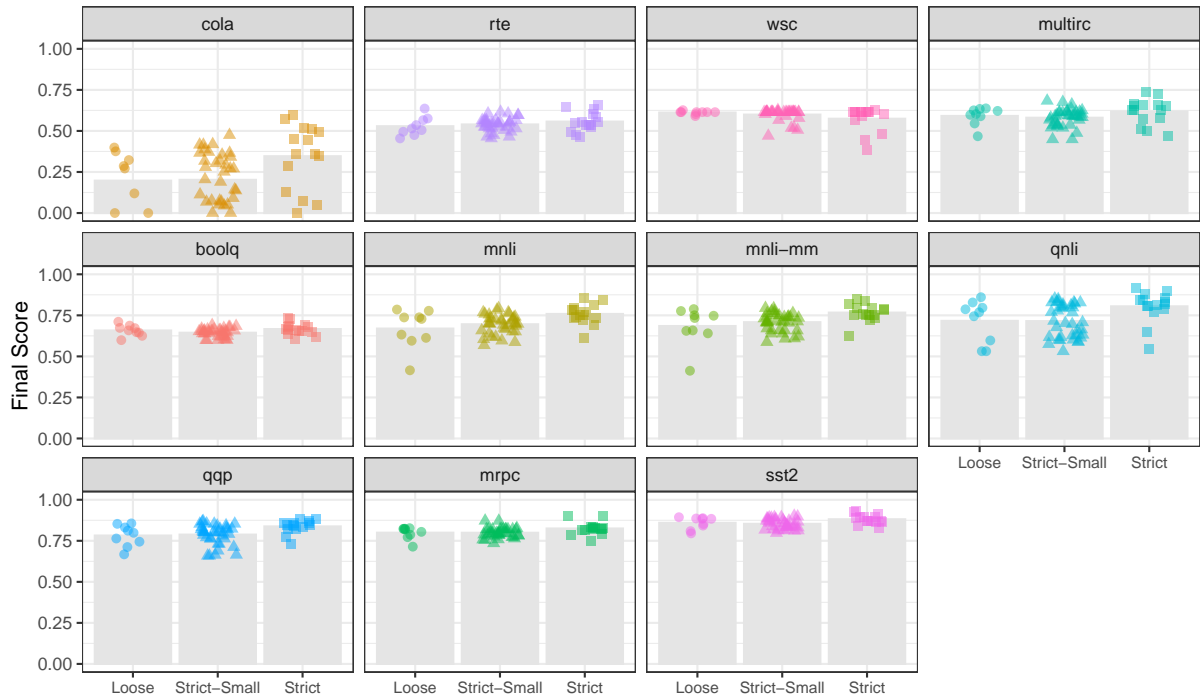 cola rte wsc multirc
1.00
0.75
0.50
0.25
0.00
boolq mnli mnli−mm qnli
1.00
0.75
0.50
0.25
0.00
Final Score
Loose Strict−Small Strict
qqp mrpc sst2
1.00
0.75
0.50
0.25
0.00
Loose Strict−Small Strict Loose Strict−Small Strict Loose Strict−Small Strict